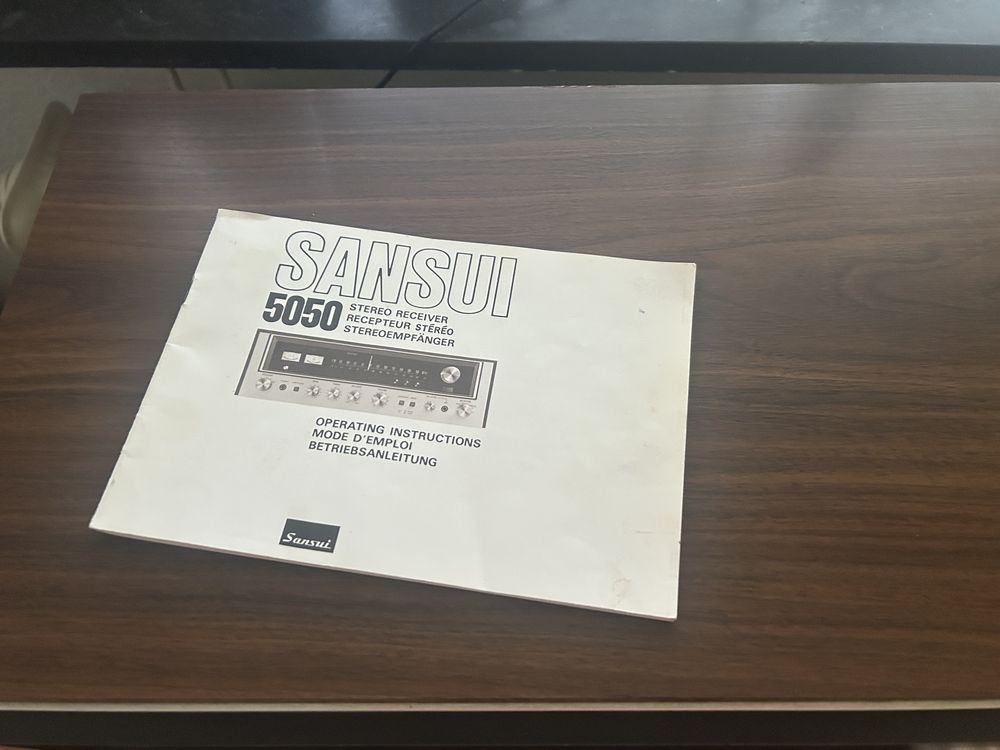 SANSUI
5050 STEREO RECEIVER
RECEPTEUR STÉRÉO
STEREOEMPFÄNGER
OPERATING INSTRUCTIONS
MODE D'EMPLOI
BETRIEBSANLEITUNG
Sansui